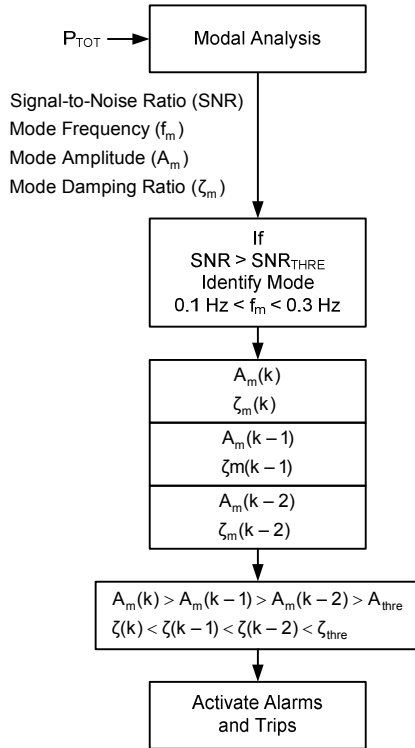 P_TOT
Modal Analysis
Signal-to-Noise Ratio (SNR)
Mode Frequency (f_m)
Mode Amplitude (A_m)
Mode Damping Ratio (ζ_m)
If
SNR > SNR_THRE
Identify Mode
0.1 Hz < f_m < 0.3 Hz
A_m(k)
ζ_m(k)
A_m(k – 1)
ζm(k – 1)
A_m(k – 2)
ζ_m(k – 2)
A_m(k) > A_m(k – 1) > A_m(k – 2) > A_thre
ζ(k) < ζ(k – 1) < ζ(k – 2) < ζ_thre
Activate Alarms
and Trips